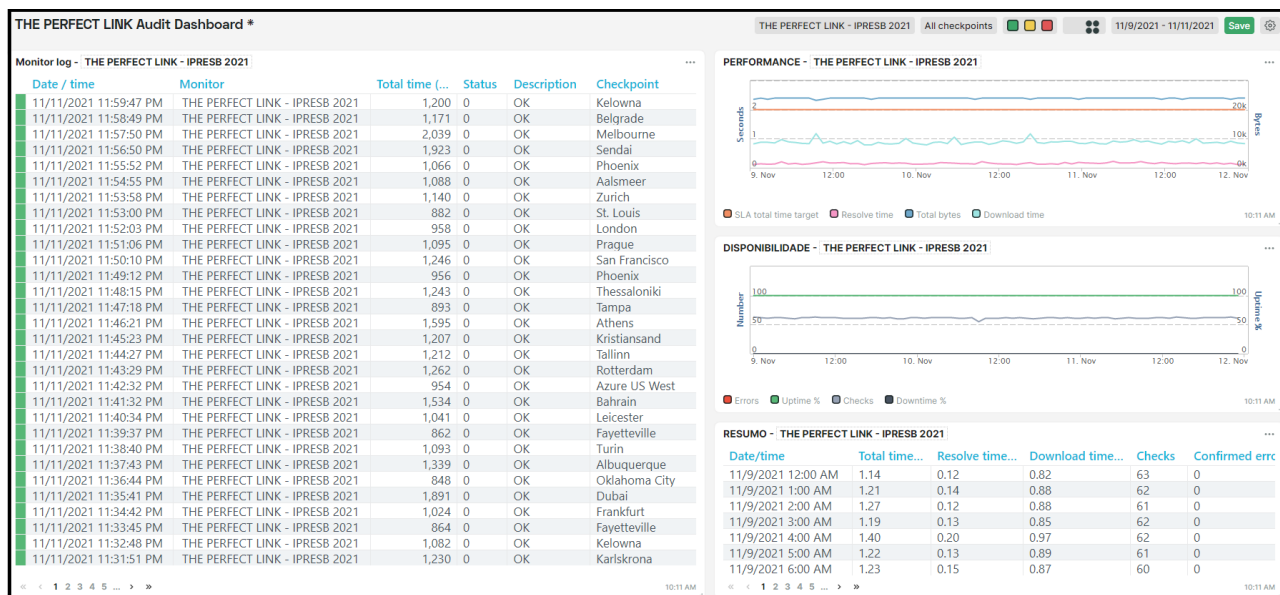 THE PERFECT LINK Audit Dashboard *
THE PERFECT LINK - IPRESB 2021 All checkpoints 11/9/2021 - 11/11/2021 Save
Monitor log - THE PERFECT LINK - IPRESB 2021 ...
Date / time Monitor Total time (... Status Description Checkpoint
11/11/2021 11:59:47 PM THE PERFECT LINK - IPRESB 2021 1,200 0 OK Kelowna
11/11/2021 11:58:49 PM THE PERFECT LINK - IPRESB 2021 1,171 0 OK Belgrade
11/11/2021 11:57:50 PM THE PERFECT LINK - IPRESB 2021 2,039 0 OK Melbourne
11/11/2021 11:56:50 PM THE PERFECT LINK - IPRESB 2021 1,923 0 OK Sendai
11/11/2021 11:55:52 PM THE PERFECT LINK - IPRESB 2021 1,066 0 OK Phoenix
11/11/2021 11:54:55 PM THE PERFECT LINK - IPRESB 2021 1,088 0 OK Aalsmeer
11/11/2021 11:53:58 PM THE PERFECT LINK - IPRESB 2021 1,140 0 OK Zurich
11/11/2021 11:53:00 PM THE PERFECT LINK - IPRESB 2021 882 0 OK St. Louis
11/11/2021 11:52:03 PM THE PERFECT LINK - IPRESB 2021 958 0 OK London
11/11/2021 11:51:06 PM THE PERFECT LINK - IPRESB 2021 1,095 0 OK Prague
11/11/2021 11:50:10 PM THE PERFECT LINK - IPRESB 2021 1,246 0 OK San Francisco
11/11/2021 11:49:12 PM THE PERFECT LINK - IPRESB 2021 956 0 OK Phoenix
11/11/2021 11:48:15 PM THE PERFECT LINK - IPRESB 2021 1,243 0 OK Thessaloniki
11/11/2021 11:47:18 PM THE PERFECT LINK - IPRESB 2021 893 0 OK Tampa
11/11/2021 11:46:21 PM THE PERFECT LINK - IPRESB 2021 1,595 0 OK Athens
11/11/2021 11:45:23 PM THE PERFECT LINK - IPRESB 2021 1,207 0 OK Kristiansand
11/11/2021 11:44:27 PM THE PERFECT LINK - IPRESB 2021 1,212 0 OK Tallinn
11/11/2021 11:43:29 PM THE PERFECT LINK - IPRESB 2021 1,262 0 OK Rotterdam
11/11/2021 11:42:32 PM THE PERFECT LINK - IPRESB 2021 954 0 OK Azure US West
11/11/2021 11:41:32 PM THE PERFECT LINK - IPRESB 2021 1,534 0 OK Bahrain
11/11/2021 11:40:34 PM THE PERFECT LINK - IPRESB 2021 1,041 0 OK Leicester
11/11/2021 11:39:37 PM THE PERFECT LINK - IPRESB 2021 862 0 OK Fayetteville
11/11/2021 11:38:40 PM THE PERFECT LINK - IPRESB 2021 1,093 0 OK Turin
11/11/2021 11:37:43 PM THE PERFECT LINK - IPRESB 2021 1,339 0 OK Albuquerque
11/11/2021 11:36:44 PM THE PERFECT LINK - IPRESB 2021 848 0 OK Oklahoma City
11/11/2021 11:35:41 PM THE PERFECT LINK - IPRESB 2021 1,891 0 OK Dubai
11/11/2021 11:34:42 PM THE PERFECT LINK - IPRESB 2021 1,024 0 OK Frankfurt
11/11/2021 11:33:45 PM THE PERFECT LINK - IPRESB 2021 864 0 OK Fayetteville
11/11/2021 11:32:48 PM THE PERFECT LINK - IPRESB 2021 1,082 0 OK Kelowna
11/11/2021 11:31:51 PM THE PERFECT LINK - IPRESB 2021 1,230 0 OK Karlskrona
« ‹ 1 2 3 4 5 ... › » 10:11 AM
PERFORMANCE - THE PERFECT LINK - IPRESB 2021 ...
Seconds
2 20k
1 10k
0 0k
Bytes
9. Nov 12:00 10. Nov 12:00 11. Nov 12:00 12. Nov
SLA total time target Resolve time Total bytes Download time 10:11 AM
DISPONIBILIDADE - THE PERFECT LINK - IPRESB 2021 ...
Number
100 100
50 50
0 0
Uptime %
9. Nov 12:00 10. Nov 12:00 11. Nov 12:00 12. Nov
Errors Uptime % Checks Downtime % 10:11 AM
RESUMO - THE PERFECT LINK - IPRESB 2021 ...
Date/time Total time... Resolve time... Download time... Checks Confirmed erro
11/9/2021 12:00 AM 1.14 0.12 0.82 63 0
11/9/2021 1:00 AM 1.21 0.14 0.88 62 0
11/9/2021 2:00 AM 1.27 0.12 0.88 61 0
11/9/2021 3:00 AM 1.19 0.13 0.85 62 0
11/9/2021 4:00 AM 1.40 0.20 0.97 62 0
11/9/2021 5:00 AM 1.22 0.13 0.89 61 0
11/9/2021 6:00 AM 1.23 0.15 0.87 60 0
« ‹ 1 2 3 4 5 ... › » 10:11 AM